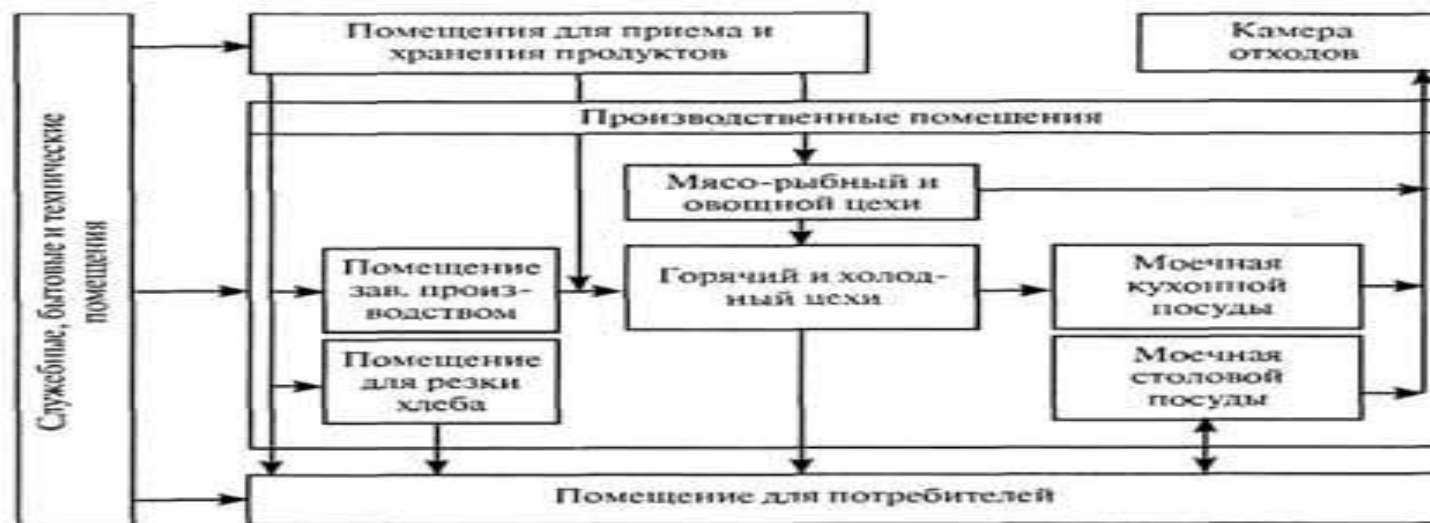 Помещения для приема и
хранения продуктов
Камера
отходов
Производственные помещения
Служебные, бытовые и технические
помещения
Мясо-рыбный и
овощной цехи
Помещение
зав. произ-
водством
Горячий и холод-
ный цехи
Моечная
кухонной
посуды
Помещение
для резки
хлеба
Моечная
столовой
посуды
Помещение для потребителей